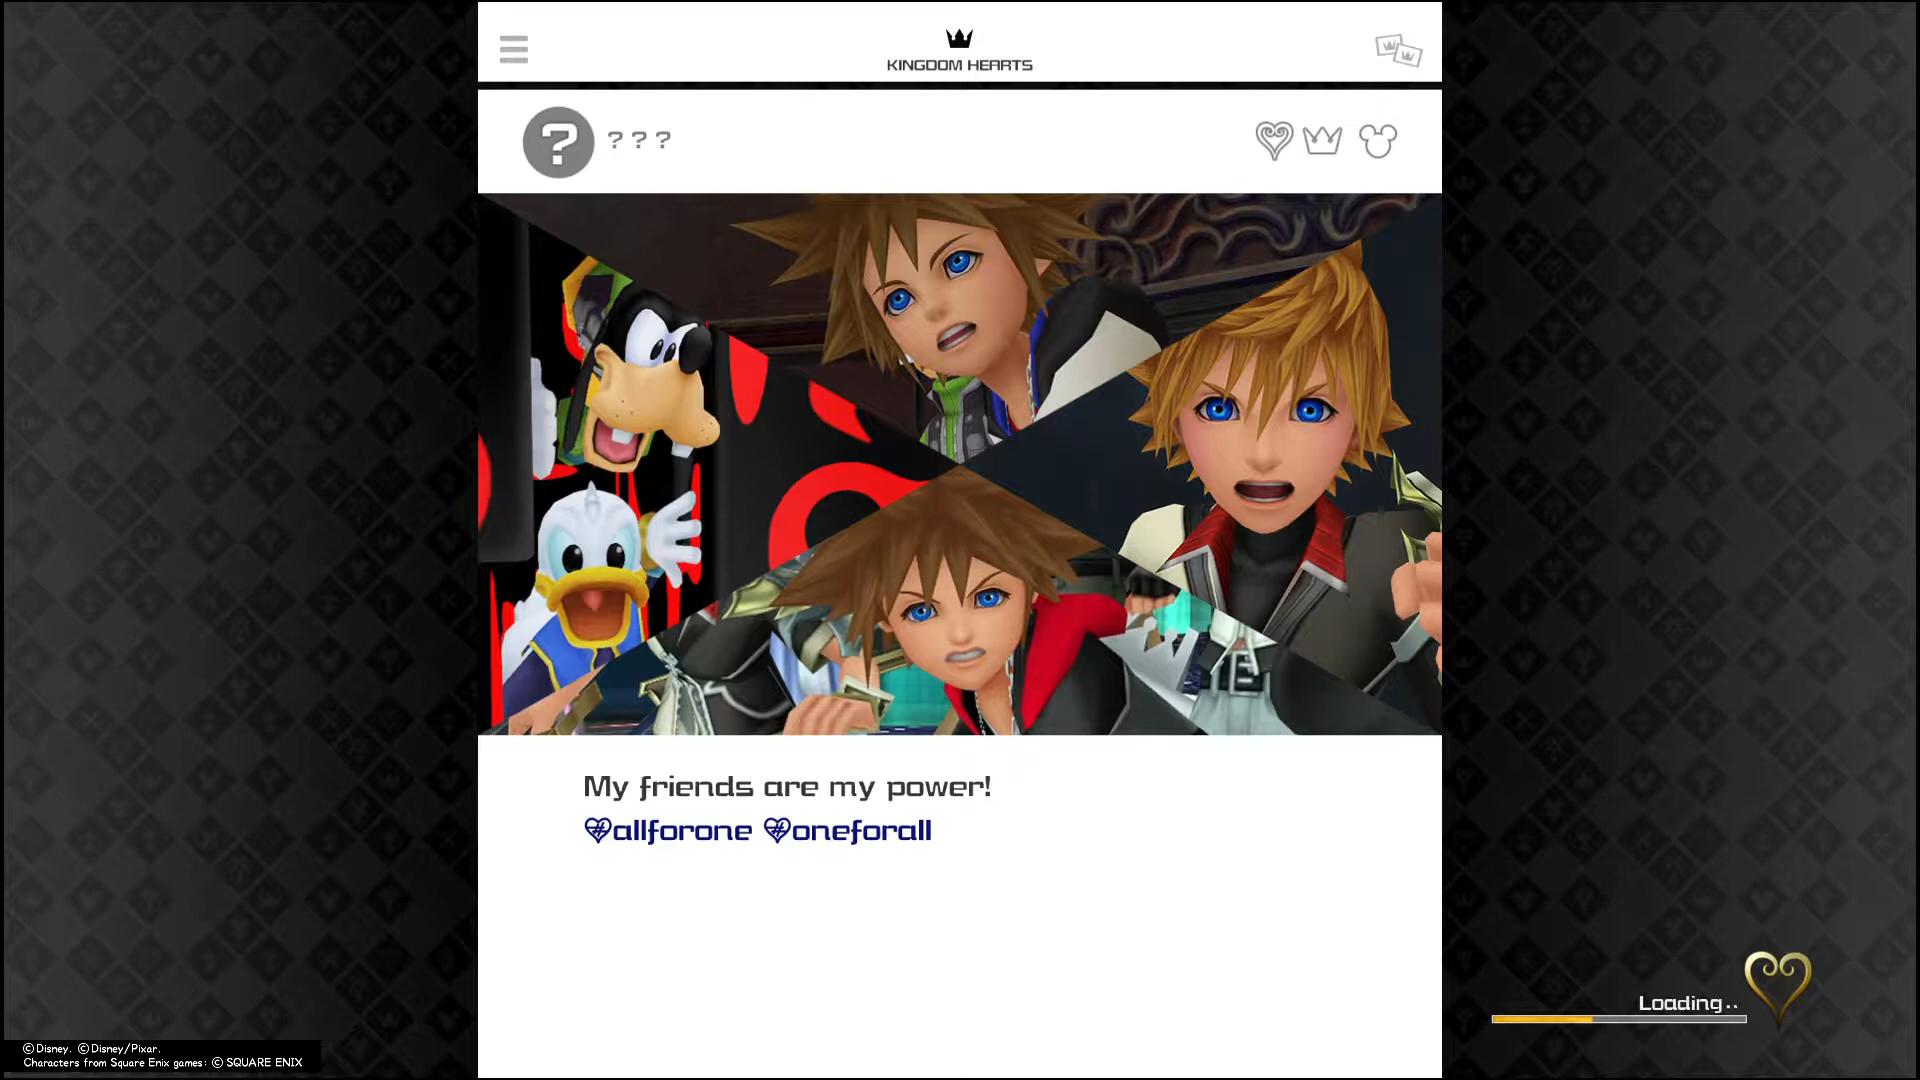 KINGDOM HEARTS
? ? ?
My friends are my power!
#allforone #oneforall
Loading..
©Disney. ©Disney/Pixar.
Characters from Square Enix games: © SQUARE ENIX